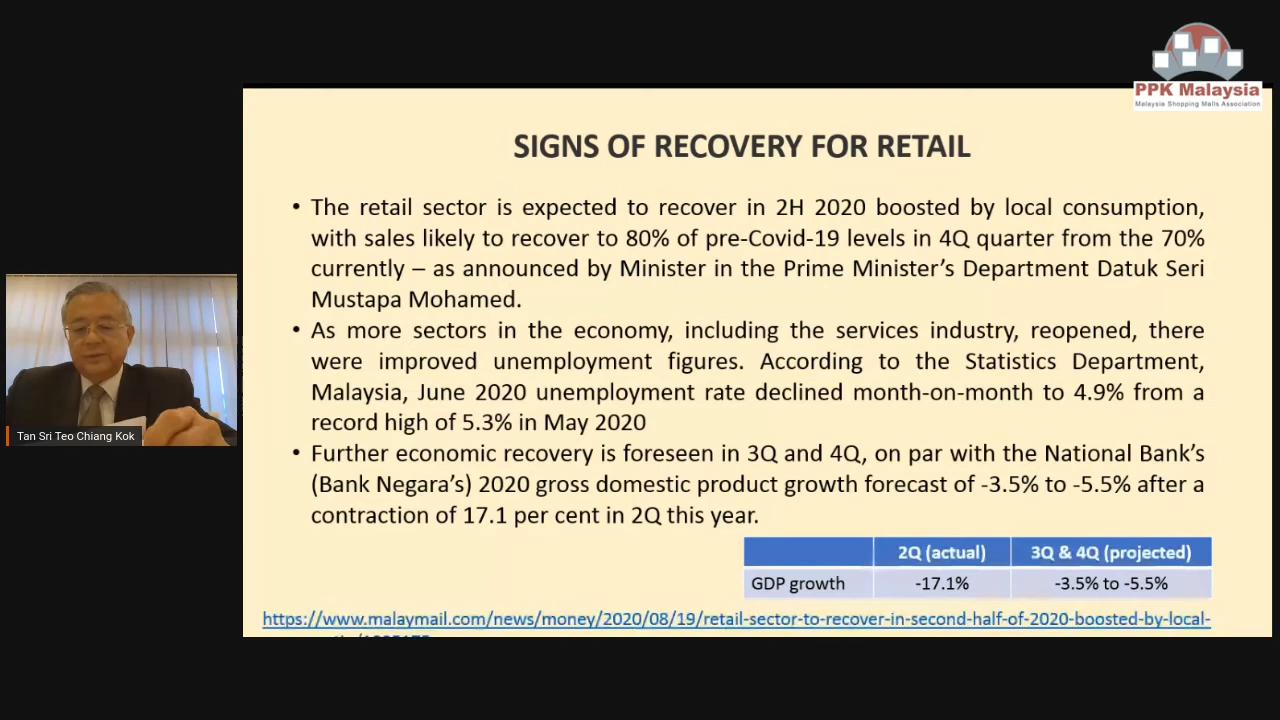 PPK Malaysia
Malaysia Shopping Malls Association
SIGNS OF RECOVERY FOR RETAIL
• The retail sector is expected to recover in 2H 2020 boosted by local consumption,
with sales likely to recover to 80% of pre-Covid-19 levels in 4Q quarter from the 70%
currently – as announced by Minister in the Prime Minister’s Department Datuk Seri
Mustapa Mohamed.
• As more sectors in the economy, including the services industry, reopened, there
were improved unemployment figures. According to the Statistics Department,
Malaysia, June 2020 unemployment rate declined month-on-month to 4.9% from a
record high of 5.3% in May 2020
• Further economic recovery is foreseen in 3Q and 4Q, on par with the National Bank’s
(Bank Negara’s) 2020 gross domestic product growth forecast of -3.5% to -5.5% after a
contraction of 17.1 per cent in 2Q this year.
2Q (actual) 3Q & 4Q (projected)
GDP growth -17.1% -3.5% to -5.5%
https://www.malaymail.com/news/money/2020/08/19/retail-sector-to-recover-in-second-half-of-2020-boosted-by-local-
Tan Sri Teo Chiang Kok